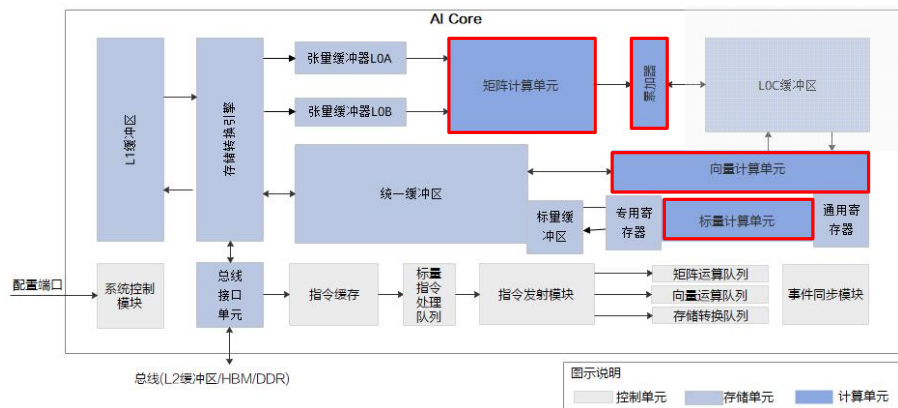 AI Core
L1缓冲区
存储转换引擎
张量缓冲器L0A
张量缓冲器L0B
矩阵计算单元
累加器
L0C缓冲区
向量计算单元
统一缓冲区
标量缓
冲区
专用寄
存器
标量计算单元
通用寄
存器
配置端口
系统控制
模块
总线
接口
单元
指令缓存
标量
指令
处理
队列
指令发射模块
矩阵运算队列
向量运算队列
存储转换队列
事件同步模块
总线(L2缓冲区/HBM/DDR)
图示说明
控制单元
存储单元
计算单元